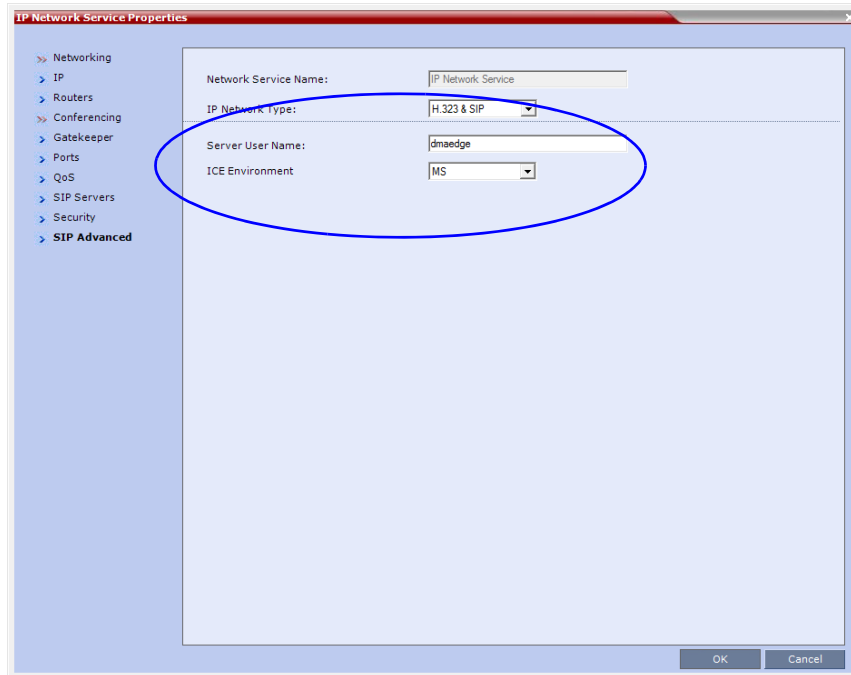 IP Network Service Properties
Networking
IP
Routers
Conferencing
Gatekeeper
Ports
QoS
SIP Servers
Security
SIP Advanced
Network Service Name: IP Network Service
IP Network Type: H.323 & SIP
Server User Name: dmaedge
ICE Environment MS
OK Cancel